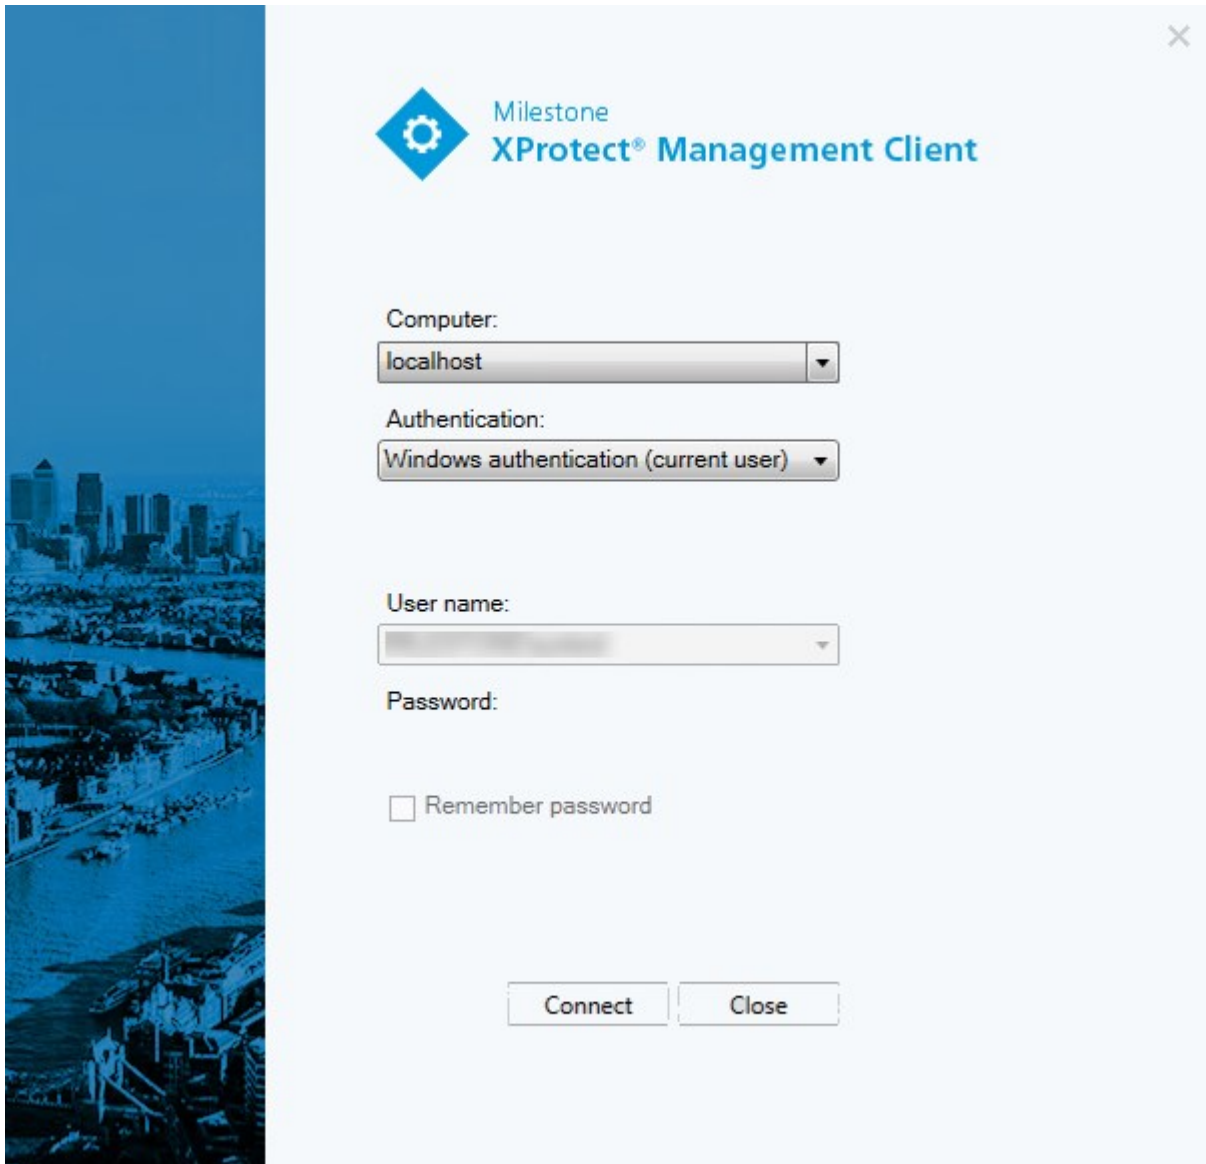 Milestone
XProtect® Management Client
Computer:
localhost
Authentication:
Windows authentication (current user)
User name:
Password:
Remember password
Connect
Close